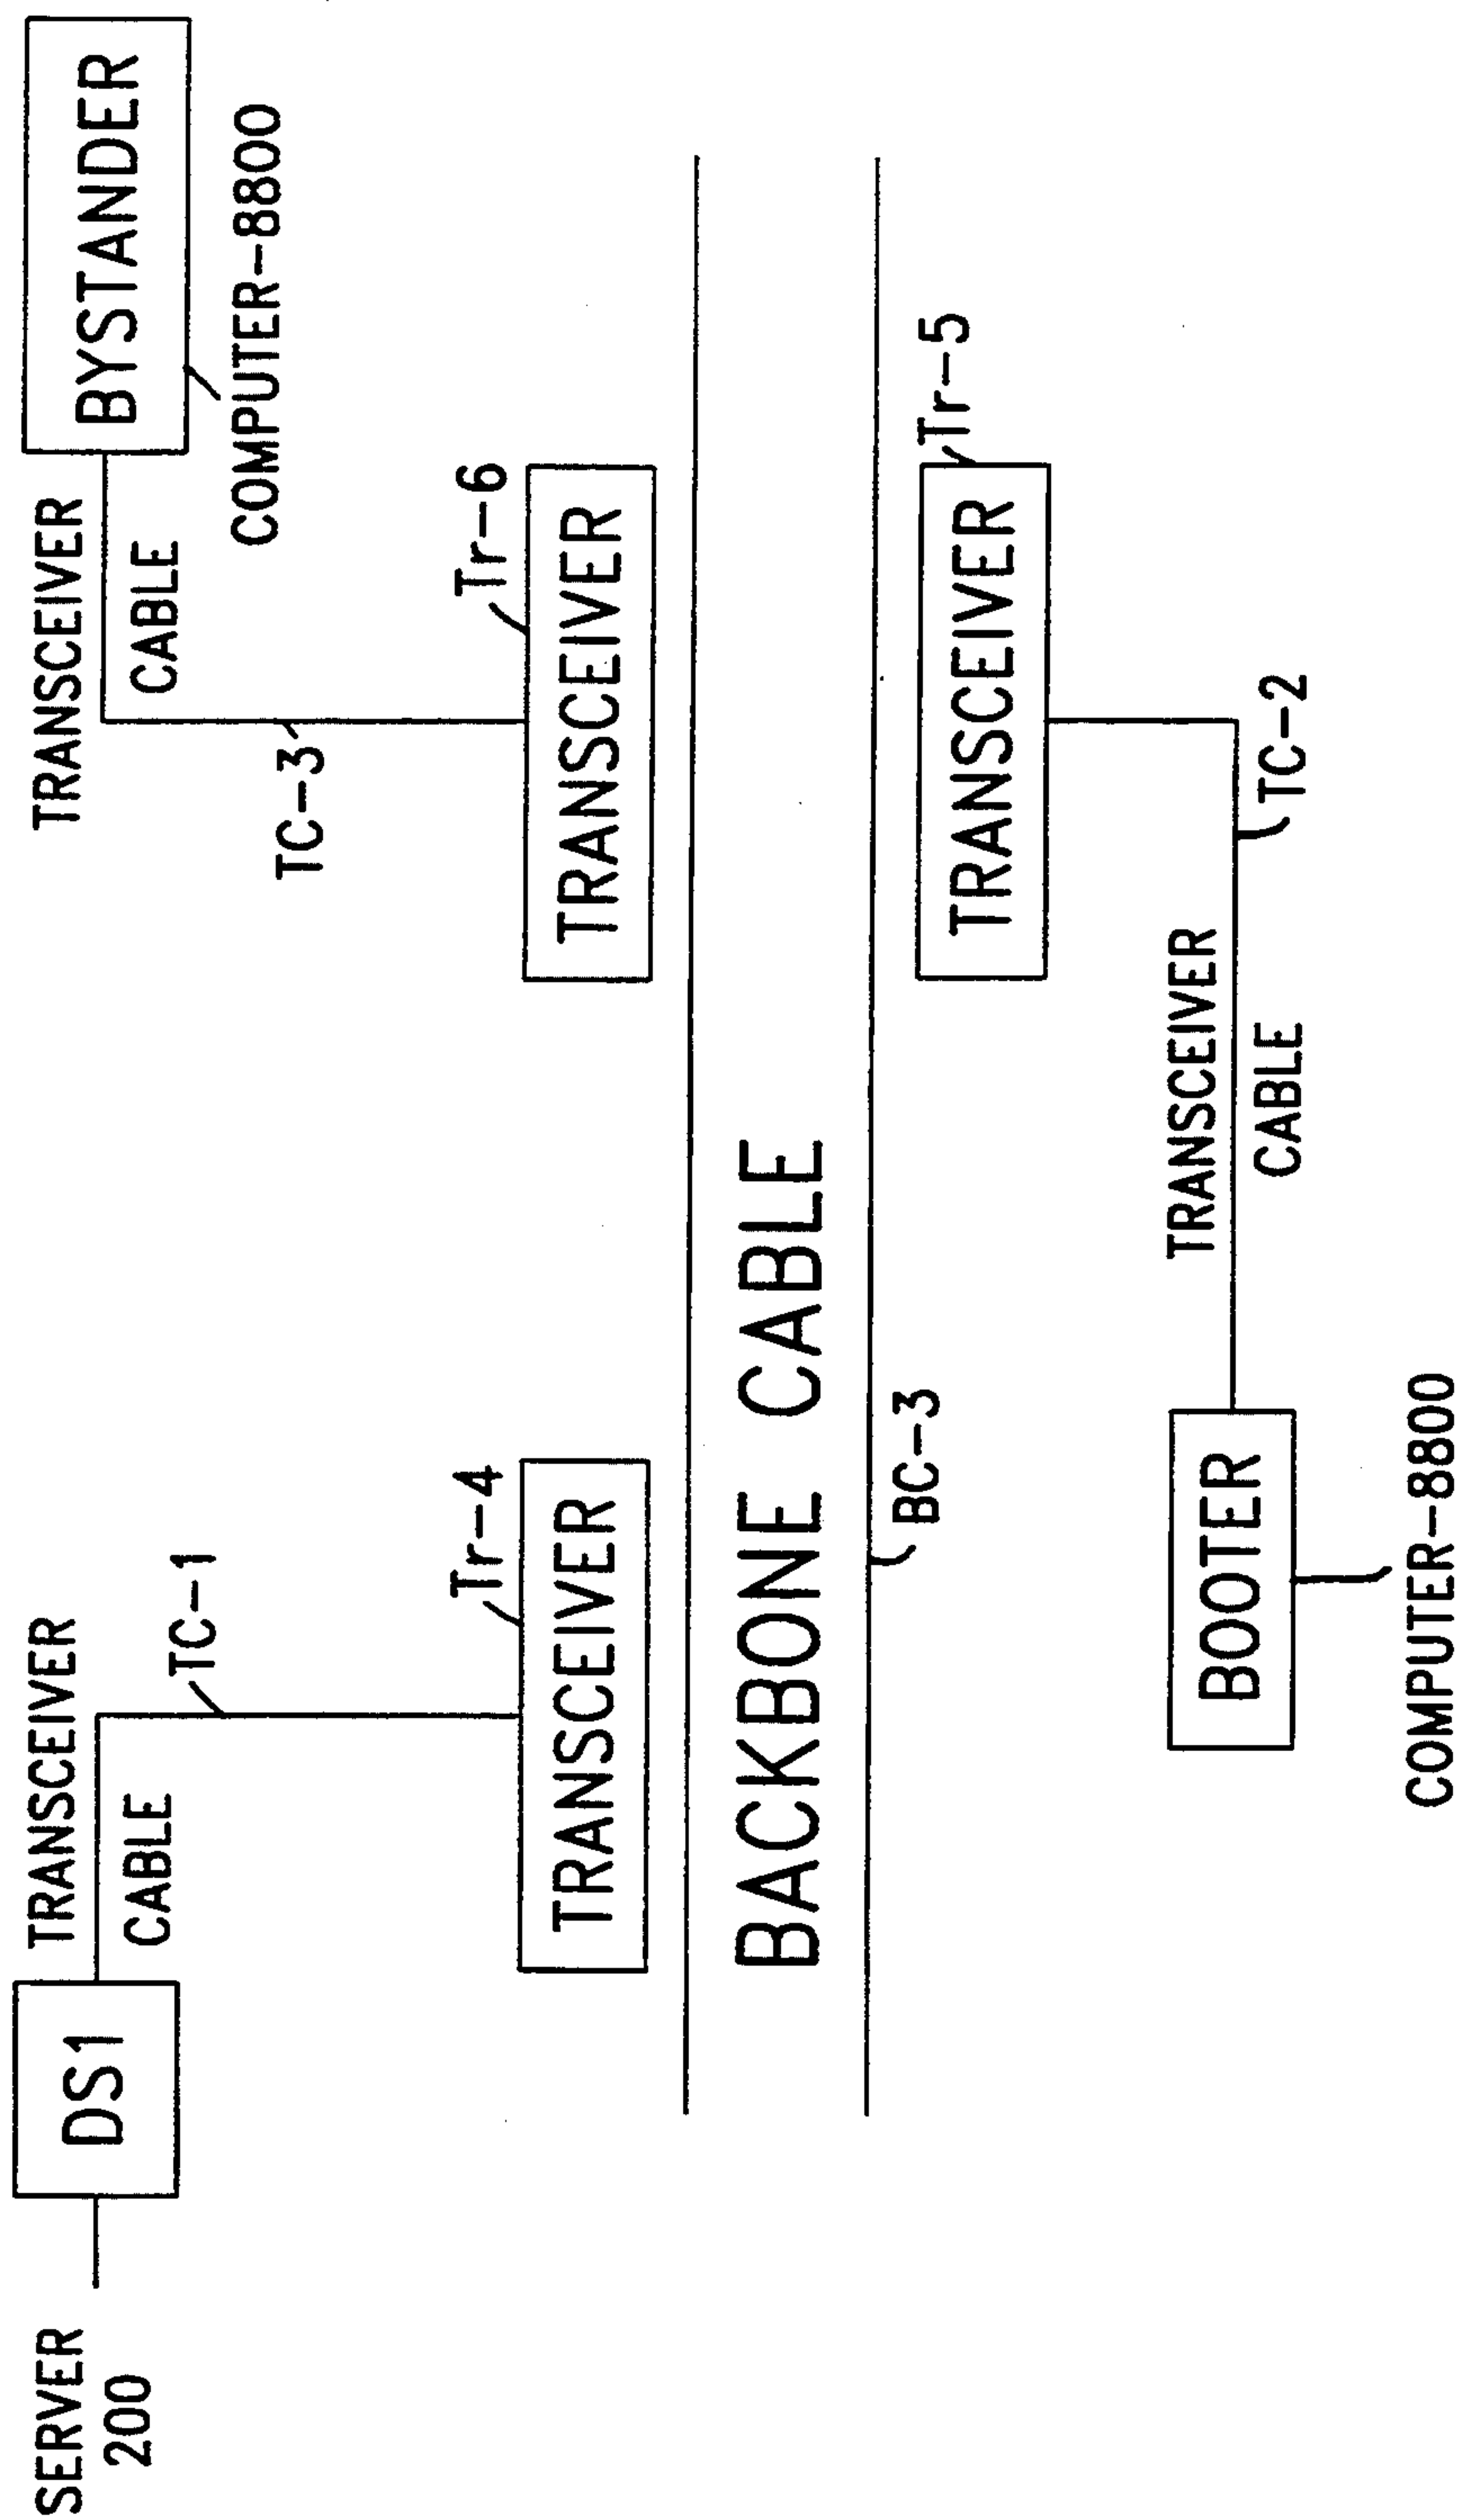 SERVER
200
DS1
TRANSCEIVER
CABLE
TC-1
TRANSCEIVER
Tr-4
TRANSCEIVER
CABLE
TC-3
BYSTANDER
COMPUTER-8800
TRANSCEIVER
Tr-6
BACKBONE CABLE
BC-3
TRANSCEIVER
Tr-5
TRANSCEIVER
CABLE
TC-2
BOOTER
COMPUTER-8800